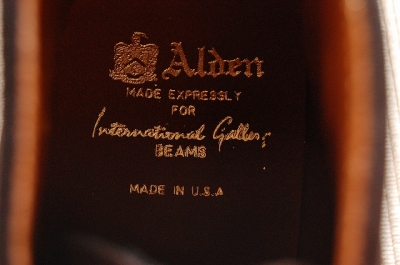 Alden
MADE EXPRESSLY
FOR
International Gallery
BEAMS
MADE IN U.S.A